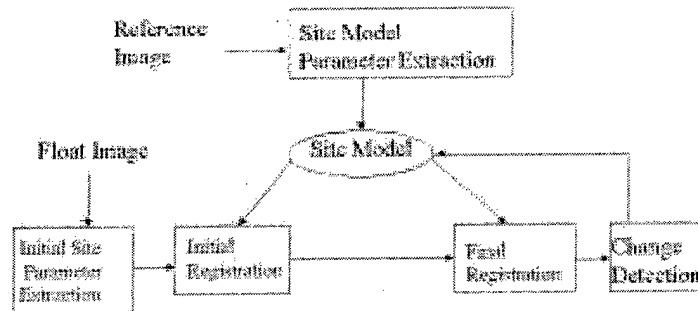 Reference
Image
Site Model
Parameter Extraction
Float Image
Site Model
Initial Site
Parameter
Extraction
Initial
Registration
Final
Registration
Change
Detection